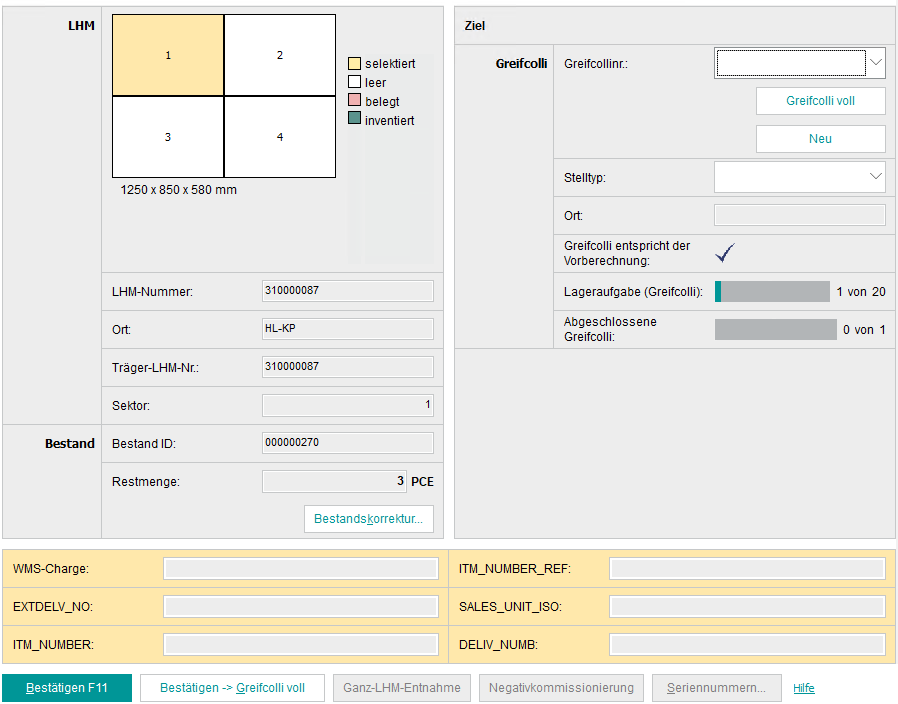 LHM
1
2
3
4
selektiert
leer
belegt
inventiert
1250 x 850 x 580 mm
LHM-Nummer:
310000087
Ort:
HL-KP
Träger-LHM-Nr.:
310000087
Sektor:
1
Bestand
Bestand ID:
000000270
Restmenge:
3 PCE
Bestandskorrektur...
Ziel
Greifcolli
Greifcollinr.:
Greifcolli voll
Neu
Stelltyp:
Ort:
Greifcolli entspricht der
Vorberechnung:
Lageraufgabe (Greifcolli):
1 von 20
Abgeschlossene
Greifcolli:
0 von 1
WMS-Charge:
ITM_NUMBER_REF:
EXTDELV_NO:
SALES_UNIT_ISO:
ITM_NUMBER:
DELIV_NUMB:
Bestätigen F11
Bestätigen -> Greifcolli voll
Ganz-LHM-Entnahme
Negativkommissionierung
Seriennummern...
Hilfe